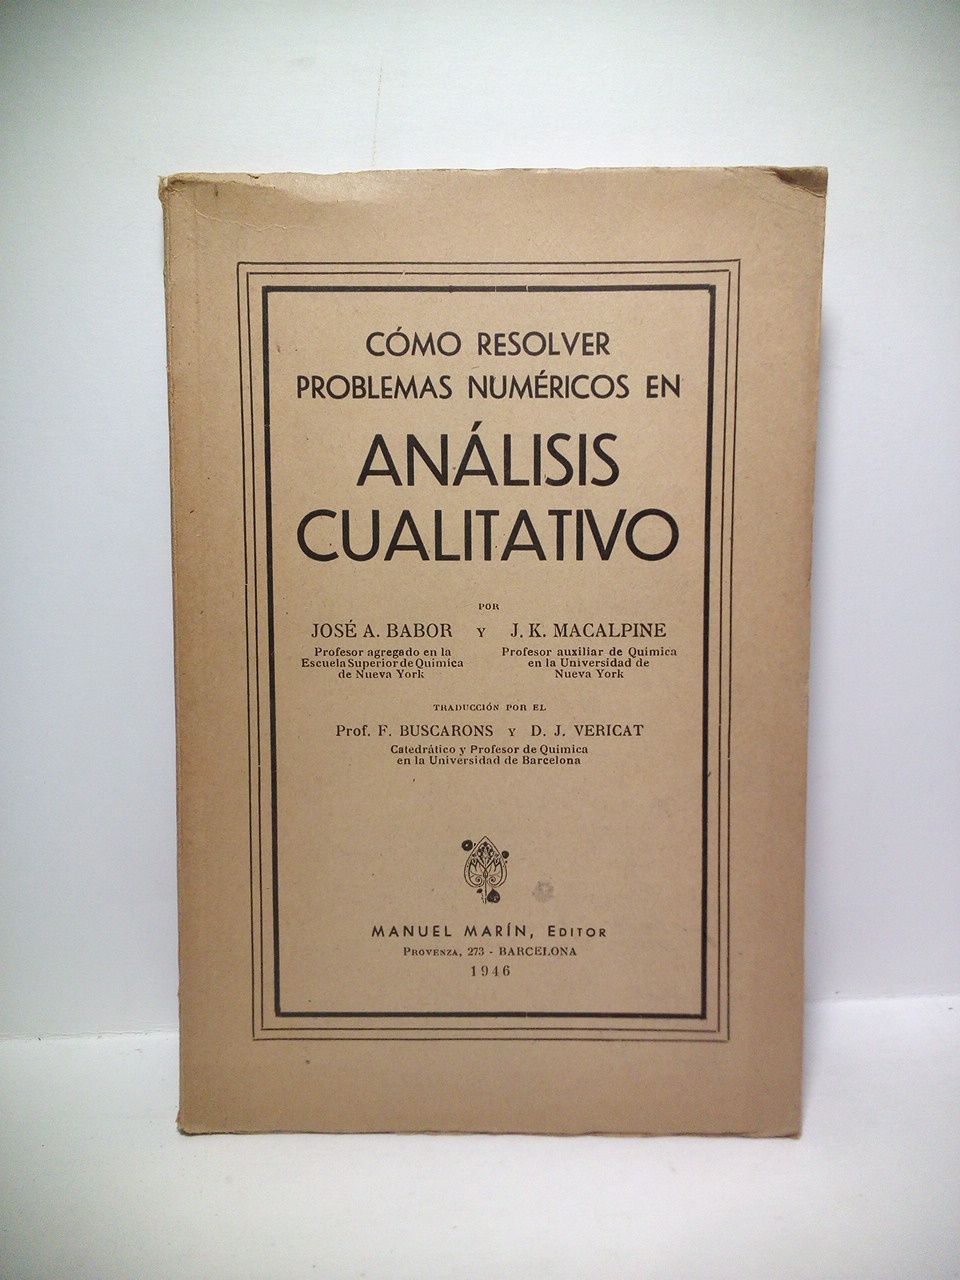 CÓMO RESOLVER
PROBLEMAS NUMÉRICOS EN
ANÁLISIS
CUALITATIVO
POR
JOSÉ A. BABOR Y J. K. MACALPINE
Profesor agregado en la Profesor auxiliar de Química
Escuela Superior de Química en la Universidad de
de Nueva York Nueva York
TRADUCCIÓN POR EL
Prof. F. BUSCARONS Y D. J. VERICAT
Catedrático y Profesor de Química
en la Universidad de Barcelona
MANUEL MARÍN, EDITOR
PROVENZA, 273 - BARCELONA
1946